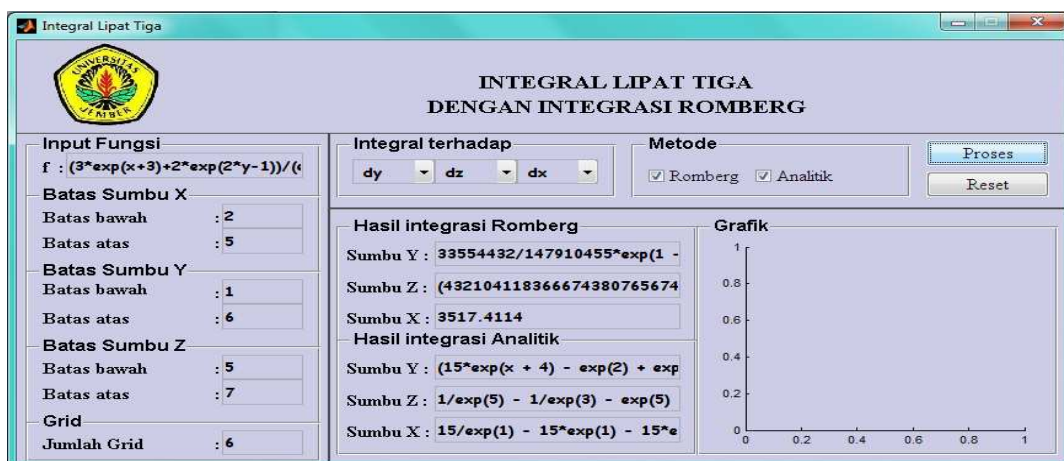 Integral Lipat Tiga
UNIVERSITAS
JEMBER
INTEGRAL LIPAT TIGA
DENGAN INTEGRASI ROMBERG
Input Fungsi
f : (3*exp(x+3)+2*exp(2*y-1))/(
Batas Sumbu X
Batas bawah : 2
Batas atas : 5
Batas Sumbu Y
Batas bawah : 1
Batas atas : 6
Batas Sumbu Z
Batas bawah : 5
Batas atas : 7
Grid
Jumlah Grid : 6
Integral terhadap
dy dz dx
Metode
Romberg Analitik
Proses
Reset
Hasil integrasi Romberg
Sumbu Y : 33554432/147910455*exp(1 -
Sumbu Z : (432104118366674380765674
Sumbu X : 3517.4114
Hasil integrasi Analitik
Sumbu Y : (15*exp(x + 4) - exp(2) + exp
Sumbu Z : 1/exp(5) - 1/exp(3) - exp(5)
Sumbu X : 15/exp(1) - 15*exp(1) - 15*e
Grafik
1
0.8
0.6
0.4
0.2
0
0 0.2 0.4 0.6 0.8 1